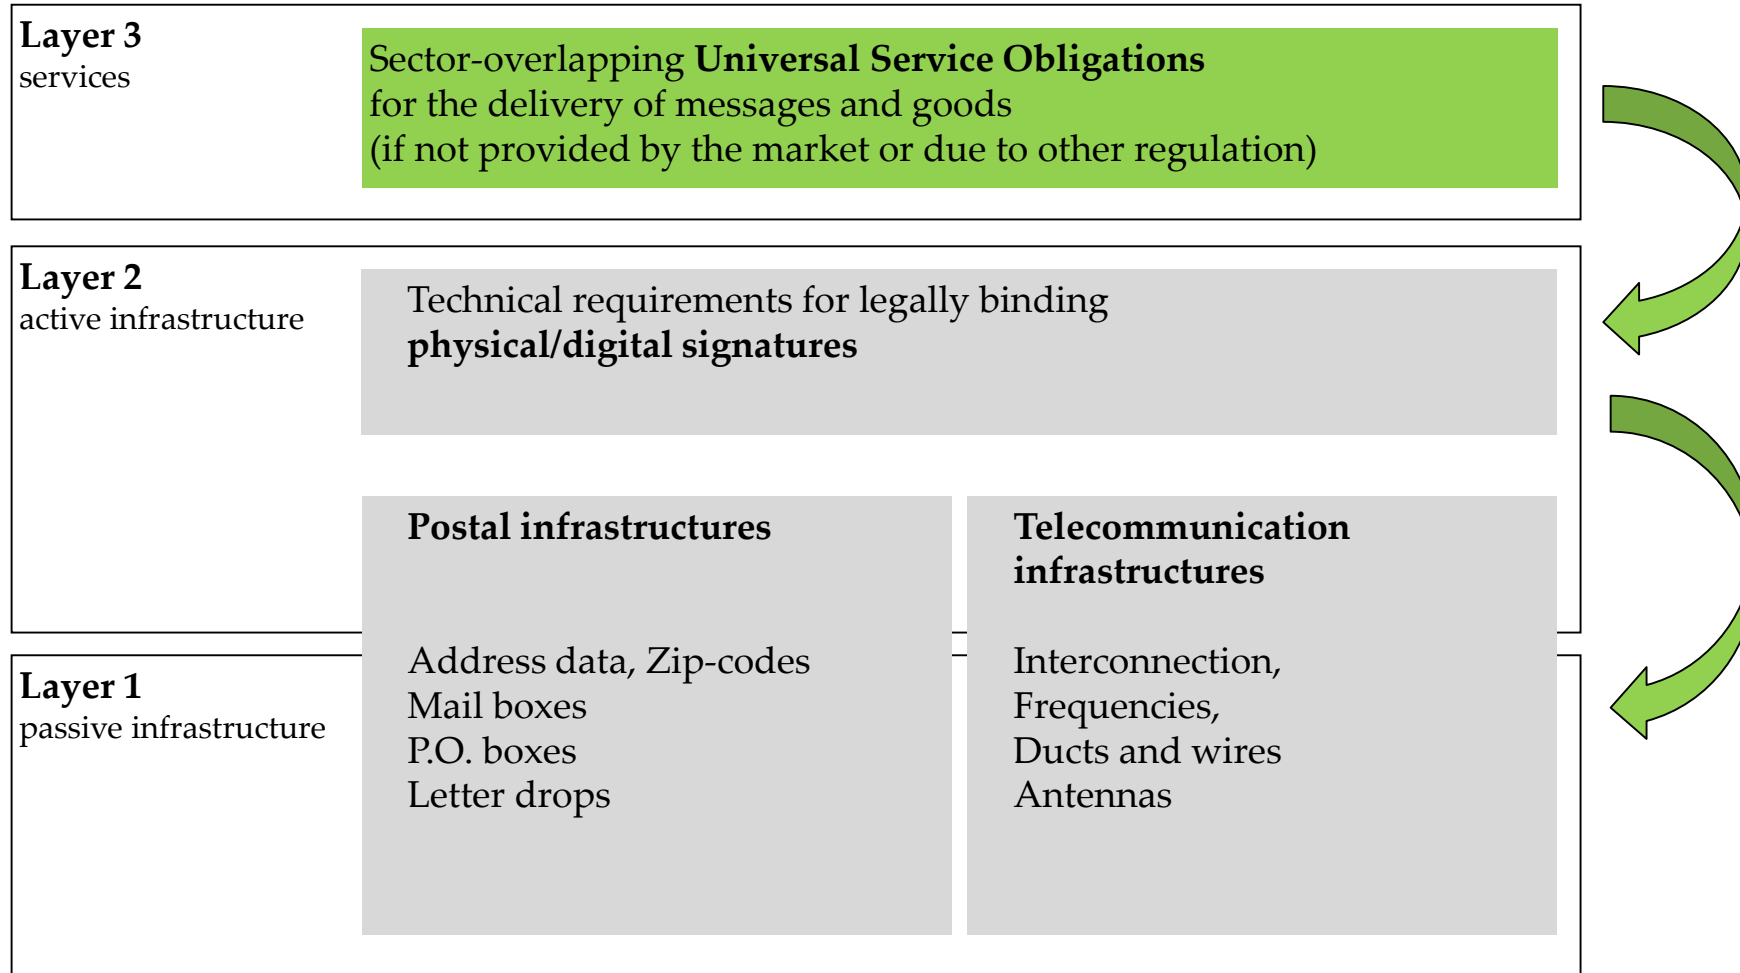 Layer 3
services
Sector-overlapping Universal Service Obligations
for the delivery of messages and goods
(if not provided by the market or due to other regulation)
Layer 2
active infrastructure
Technical requirements for legally binding
physical/digital signatures
Postal infrastructures
Telecommunication
infrastructures
Layer 1
passive infrastructure
Address data, Zip-codes
Mail boxes
P.O. boxes
Letter drops
Interconnection,
Frequencies,
Ducts and wires
Antennas